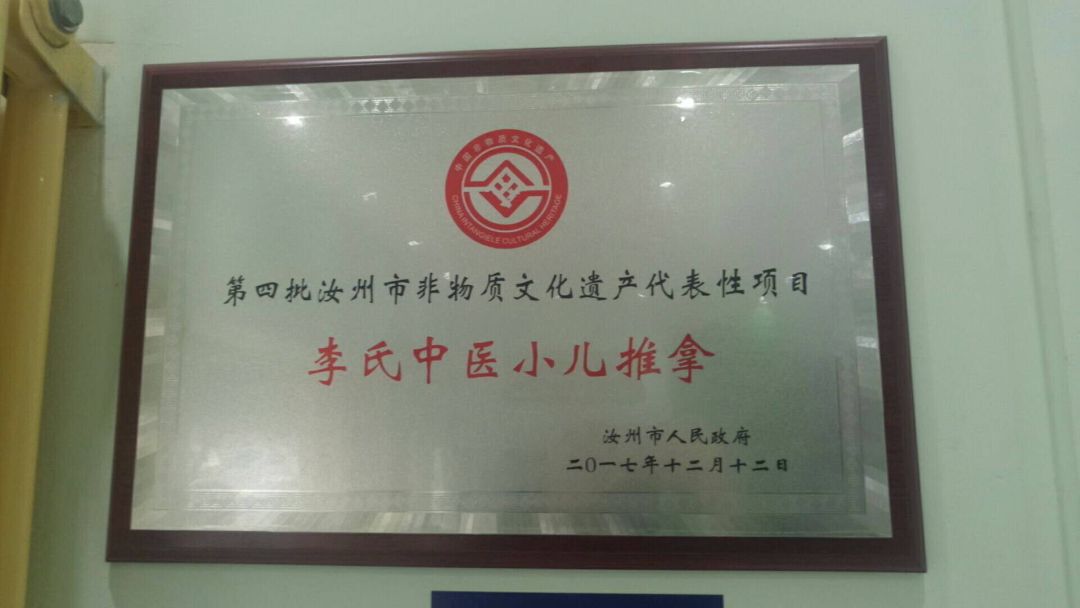 中国非物质文化遗产
CHINA INTANGIELE CULTURAL HERITAGE
第四批汝州市非物质文化遗产代表性项目
李氏中医小儿推拿
汝州市人民政府
二0一七年十二月十二日